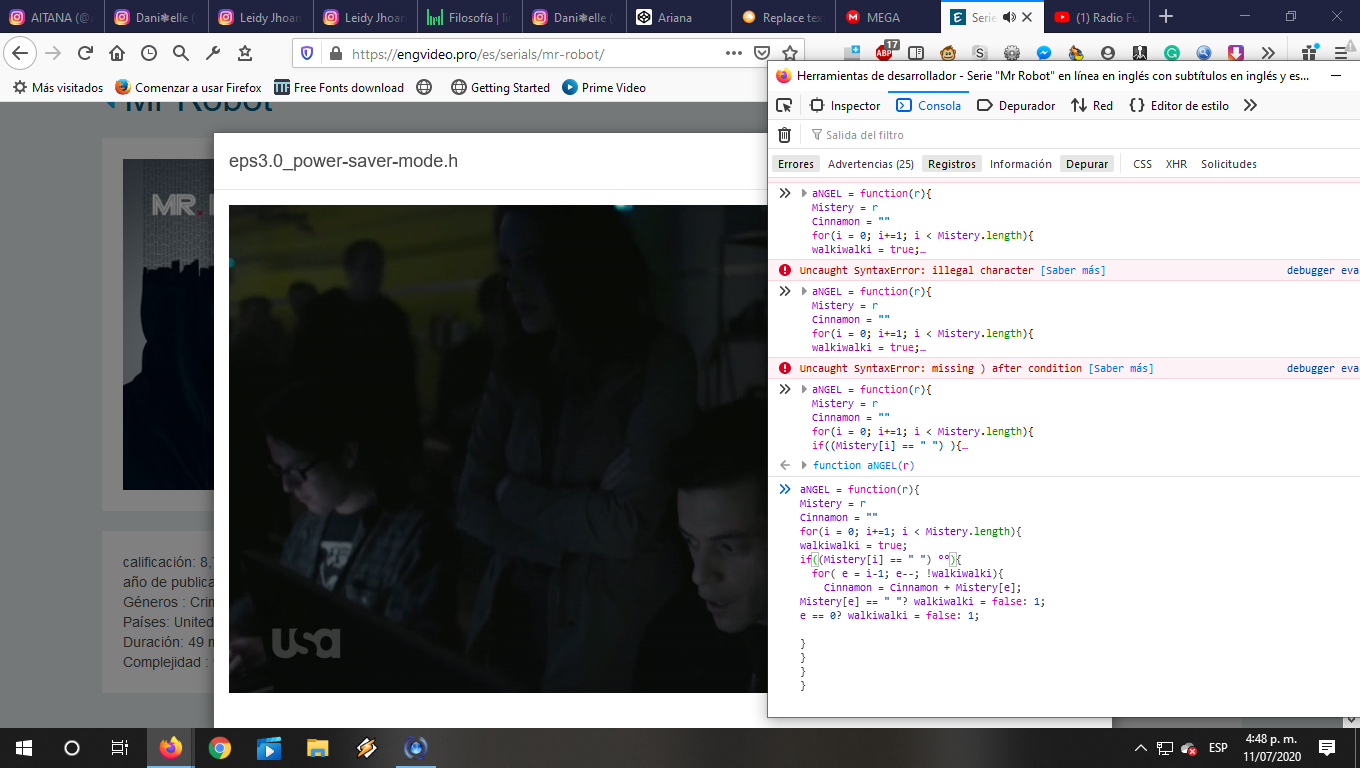 AITANA (@
Dani❃elle (
Leidy Jhoan
Leidy Jhoan
Filosofía | li
Dani❃elle (
Ariana
Replace tex
MEGA
Serie
(1) Radio Fu
https://engvideo.pro/es/serials/mr-robot/
ABP
17
Más visitados
Comenzar a usar Firefox
Free Fonts download
Getting Started
Prime Video
Mr Robot
MR.
calificación: 8,
año de publica
Géneros : Crim
Países: United
Duración: 49 m
Complejidad :
eps3.0_power-saver-mode.h
usa
Herramientas de desarrollador - Serie "Mr Robot" en línea en inglés con subtítulos en inglés y es...
Inspector
Consola
Depurador
Red
Editor de estilo
Salida del filtro
Errores
Advertencias (25)
Registros
Información
Depurar
CSS
XHR
Solicitudes
aNGEL = function(r){
Mistery = r
Cinnamon = ""
for(i = 0; i+=1; i < Mistery.length){
walkiwalki = true;…
Uncaught SyntaxError: illegal character [Saber más]
debugger eva
aNGEL = function(r){
Mistery = r
Cinnamon = ""
for(i = 0; i+=1; i < Mistery.length){
walkiwalki = true;…
Uncaught SyntaxError: missing ) after condition [Saber más]
debugger eva
aNGEL = function(r){
Mistery = r
Cinnamon = ""
for(i = 0; i+=1; i < Mistery.length){
if((Mistery[i] == " ") ){…
function aNGEL(r)
aNGEL = function(r){
Mistery = r
Cinnamon = ""
for(i = 0; i+=1; i < Mistery.length){
walkiwalki = true;
if((Mistery[i] == " ") °°){
for( e = i-1; e--; !walkiwalki){
Cinnamon = Cinnamon + Mistery[e];
Mistery[e] == " "? walkiwalki = false: 1;
e == 0? walkiwalki = false: 1;
}
}
}
}
ESP
4:48 p. m.
11/07/2020